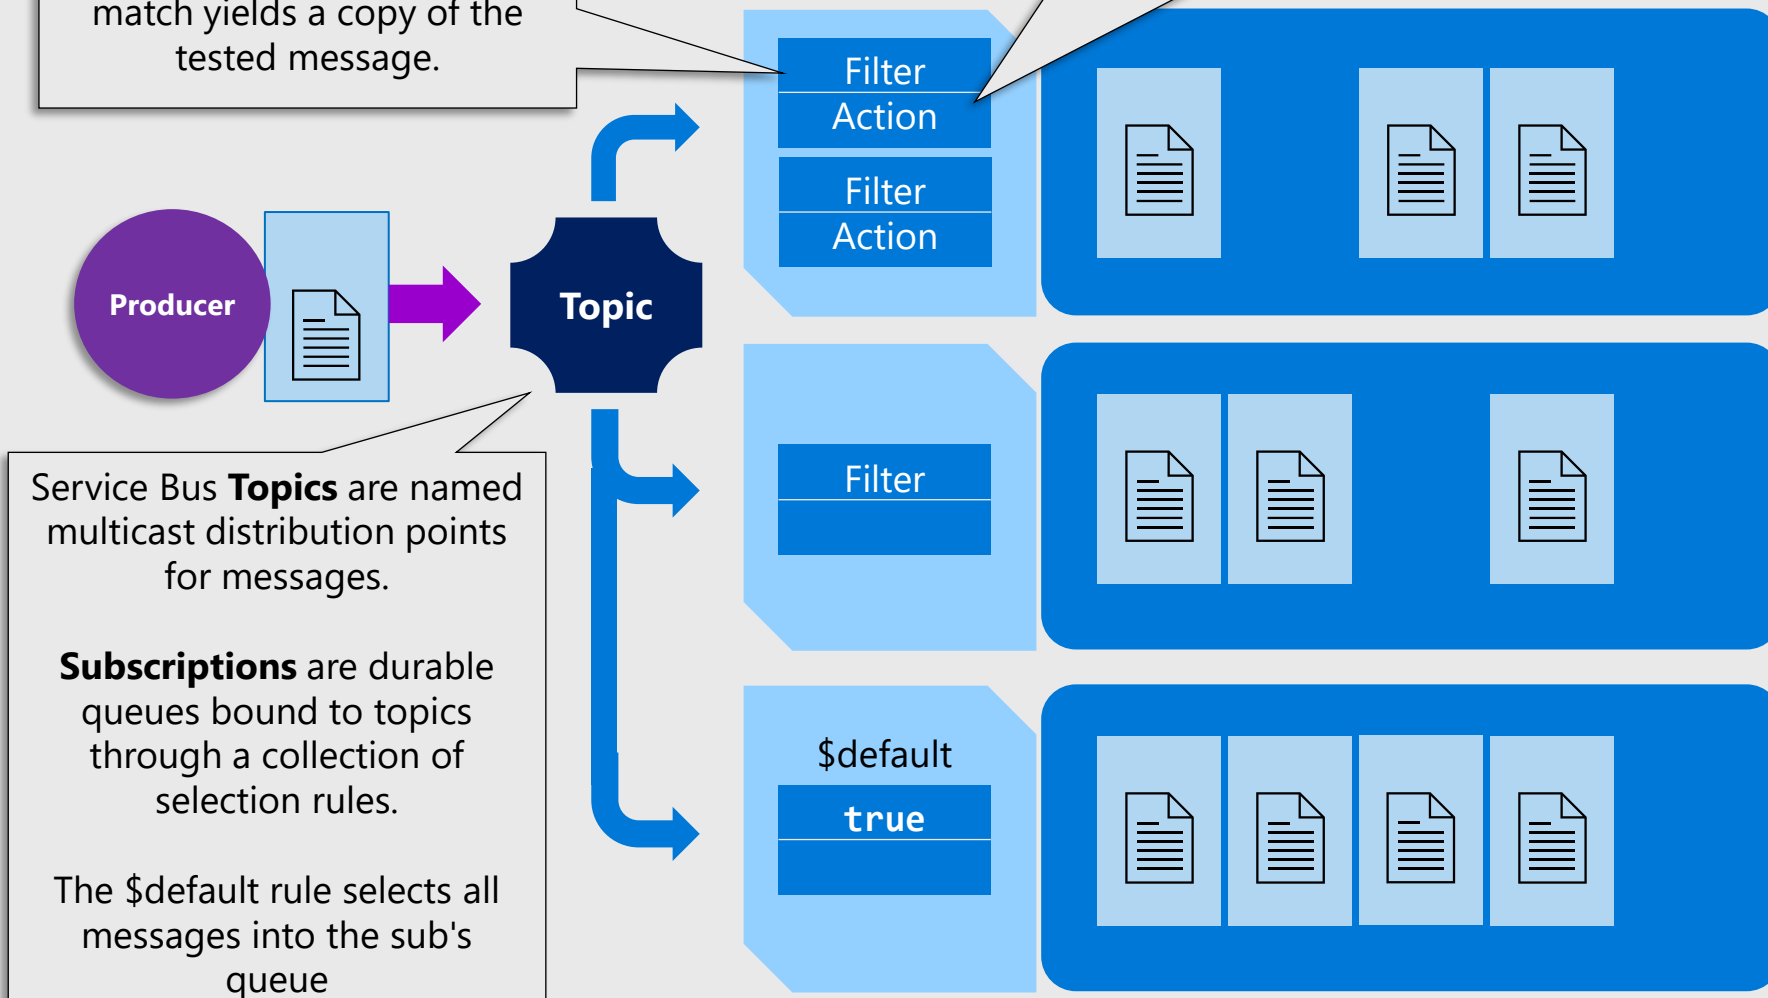 match yields a copy of the
tested message.
Filter
Action
Filter
Action
Producer
Topic
Service Bus Topics are named
multicast distribution points
for messages.
Subscriptions are durable
queues bound to topics
through a collection of
selection rules.
The $default rule selects all
messages into the sub's
queue
Filter
$default
true